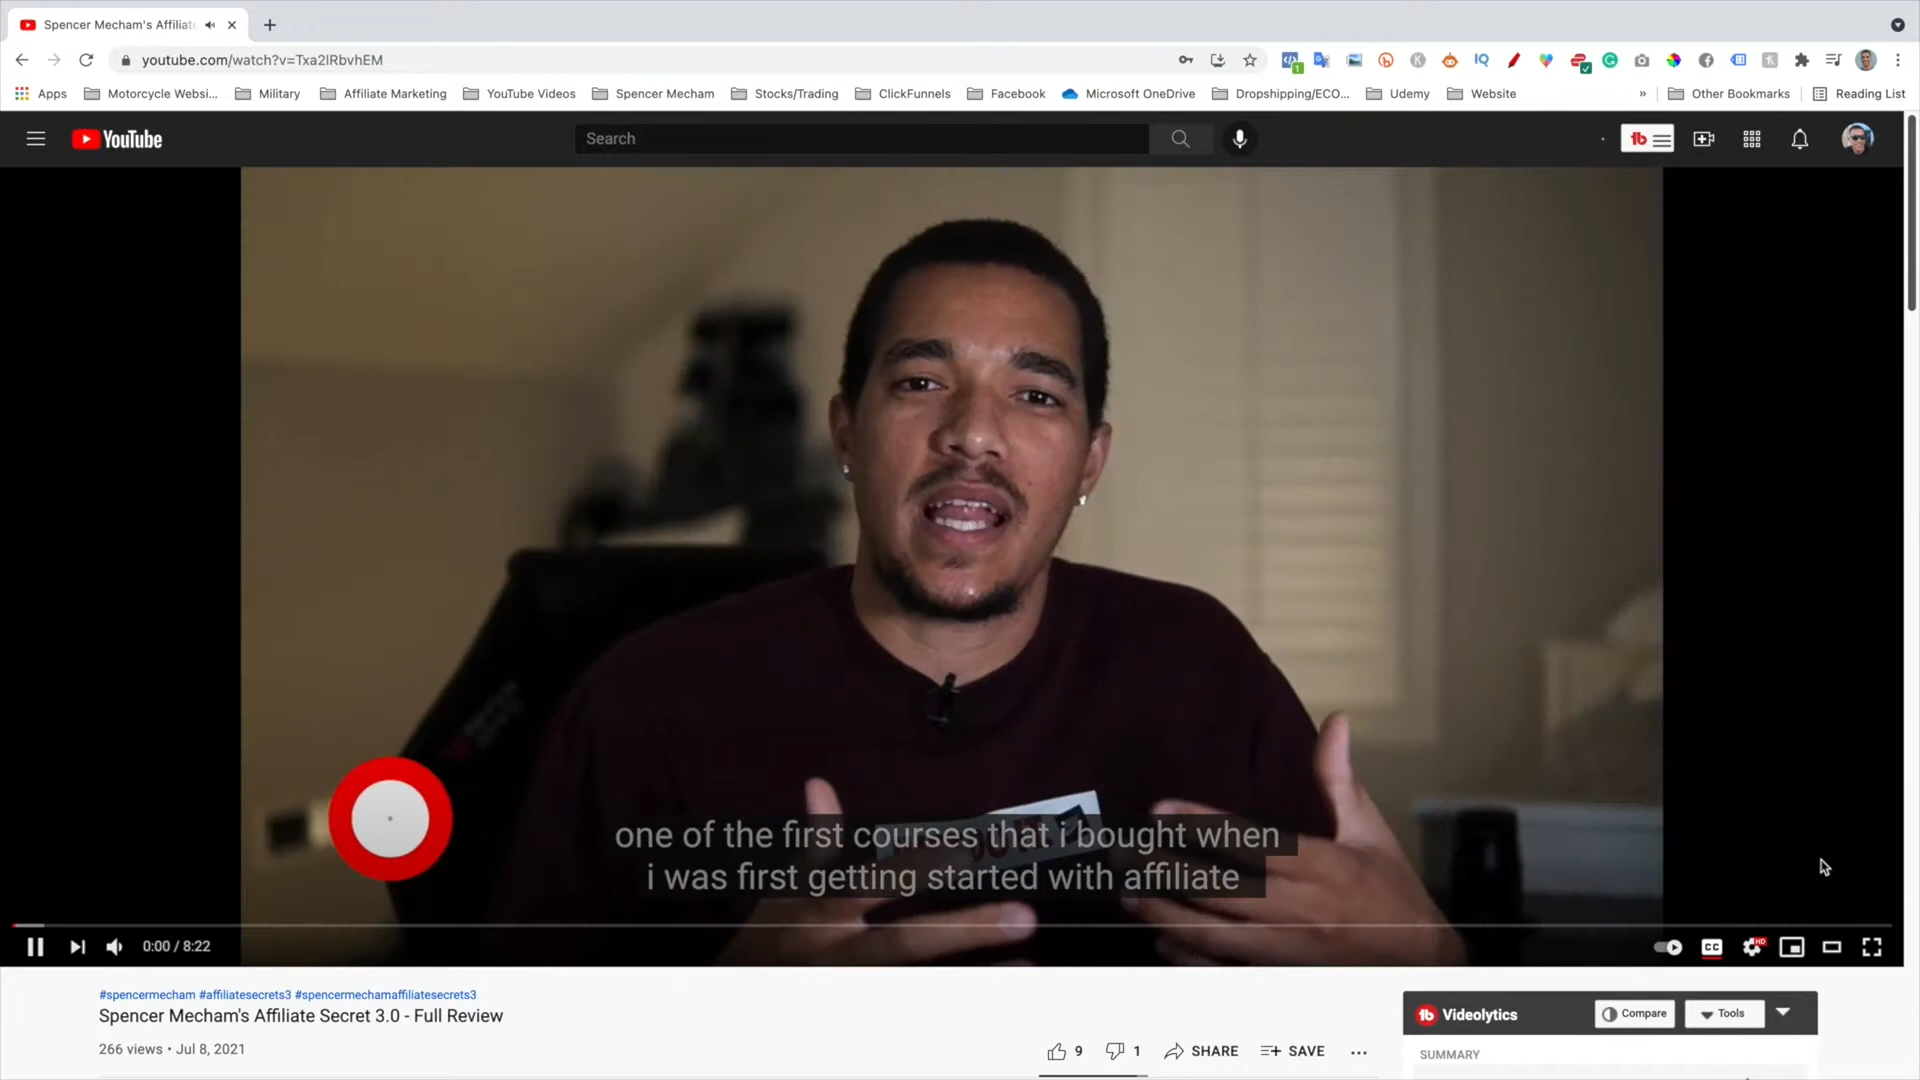 Spencer Mecham's Affiliat
youtube.com/watch?v=Txa2lRbvhEM
Apps Motorcycle Websi... Military Affiliate Marketing YouTube Videos Spencer Mecham Stocks/Trading ClickFunnels Facebook Microsoft OneDrive Dropshipping/ECO... Udemy Website » Other Bookmarks Reading List
YouTube
Search
one of the first courses that i bought when
i was first getting started with affiliate
0:00 / 8:22
CC
HD
#spencermecham #affiliatesecrets3 #spencermechamaffiliatesecrets3
Spencer Mecham's Affiliate Secret 3.0 - Full Review
266 views • Jul 8, 2021
9 1 SHARE SAVE
Videolytics Compare Tools
SUMMARY